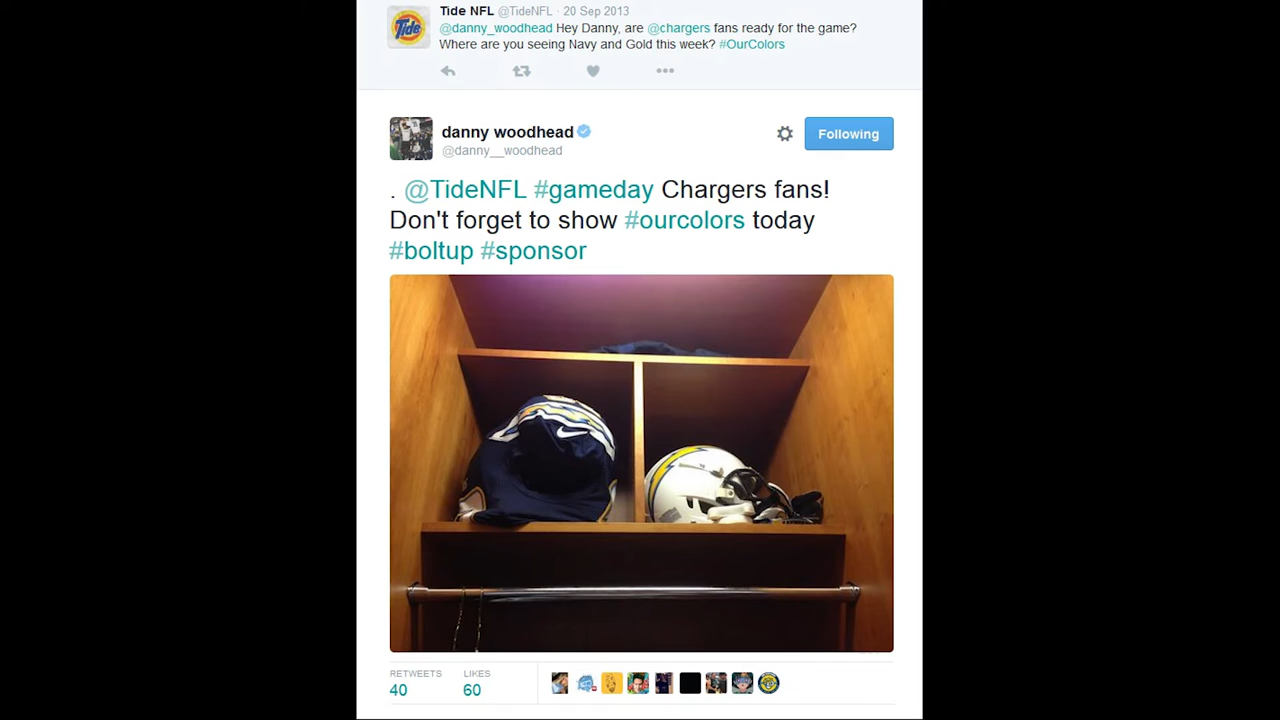 Tide NFL @TideNFL · 20 Sep 2013
@danny_woodhead Hey Danny, are @chargers fans ready for the game?
Where are you seeing Navy and Gold this week? #OurColors
Tide
danny woodhead
@danny__woodhead
Following
. @TideNFL #gameday Chargers fans!
Don't forget to show #ourcolors today
#boltup #sponsor
RETWEETS
40
LIKES
60